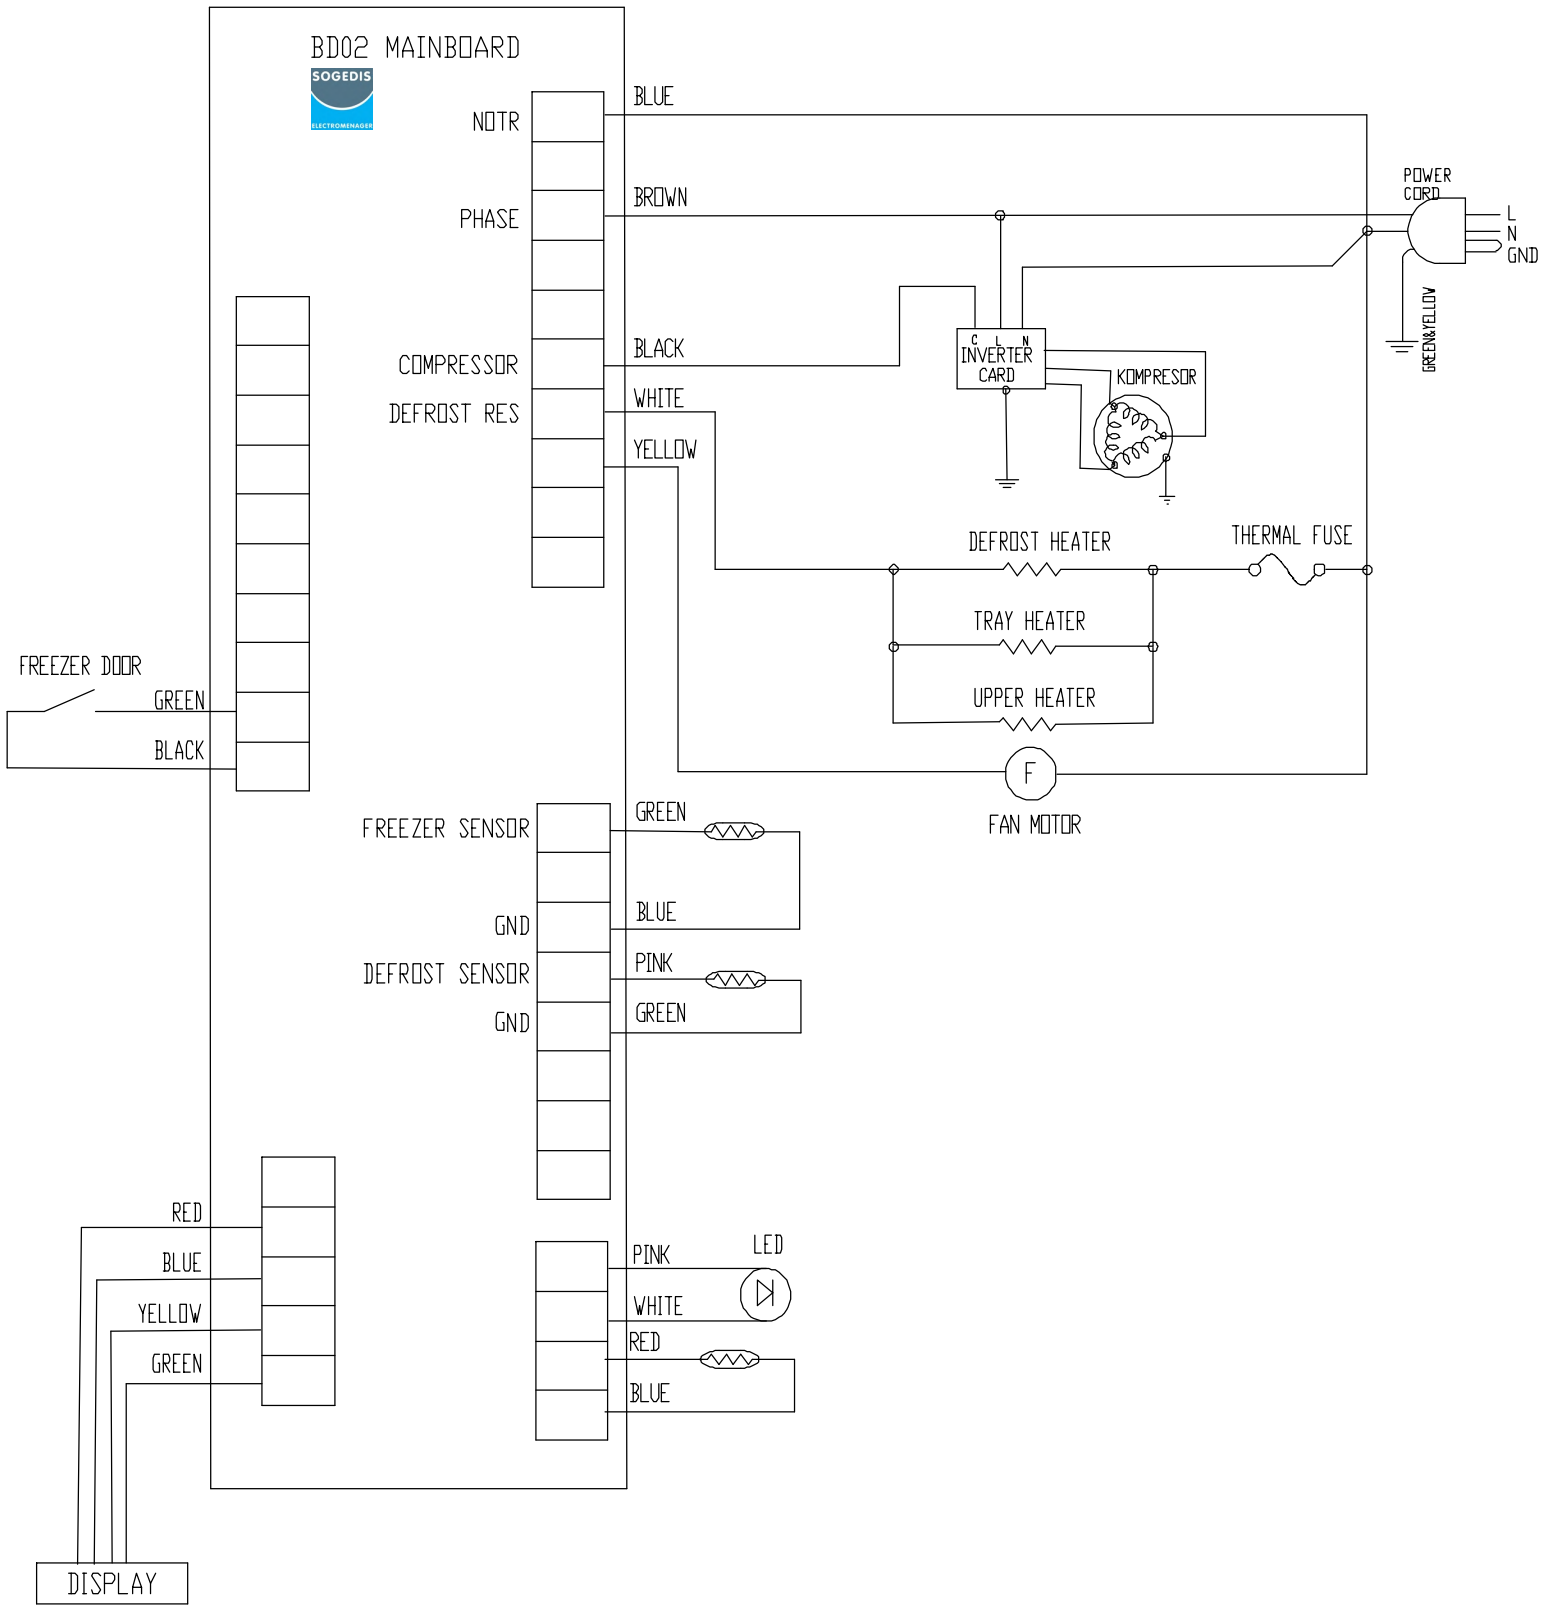 BD02 MAINBOARD
SOGEDIS
ELECTROMENAGER
BLUE
NOTR
POWER
CORD
BROWN
PHASE
L
N
GND
GREEN&YELLOW
BLACK
COMPRESSOR
C L N
INVERTER
CARD
KOMPRESOR
WHITE
DEFROST RES
YELLOW
DEFROST HEATER
THERMAL FUSE
TRAY HEATER
FREEZER DOOR
GREEN
UPPER HEATER
BLACK
F
FAN MOTOR
GREEN
FREEZER SENSOR
BLUE
GND
PINK
DEFROST SENSOR
GREEN
GND
RED
BLUE
YELLOW
GREEN
LED
PINK
WHITE
RED
BLUE
DISPLAY